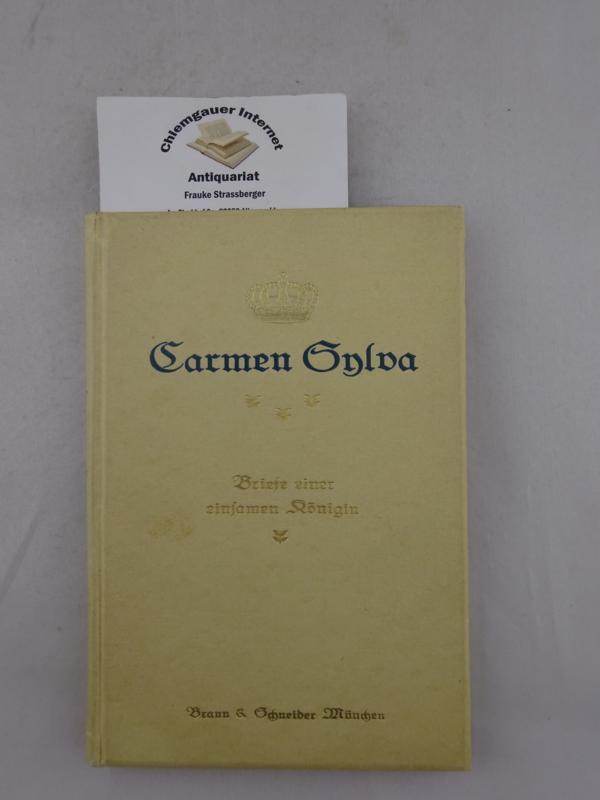 Chiemgauer Internet
Antiquariat
Frauke Strassberger
Carmen Sylva
Briefe einer
einsamen Königin
Braun & Schneider München